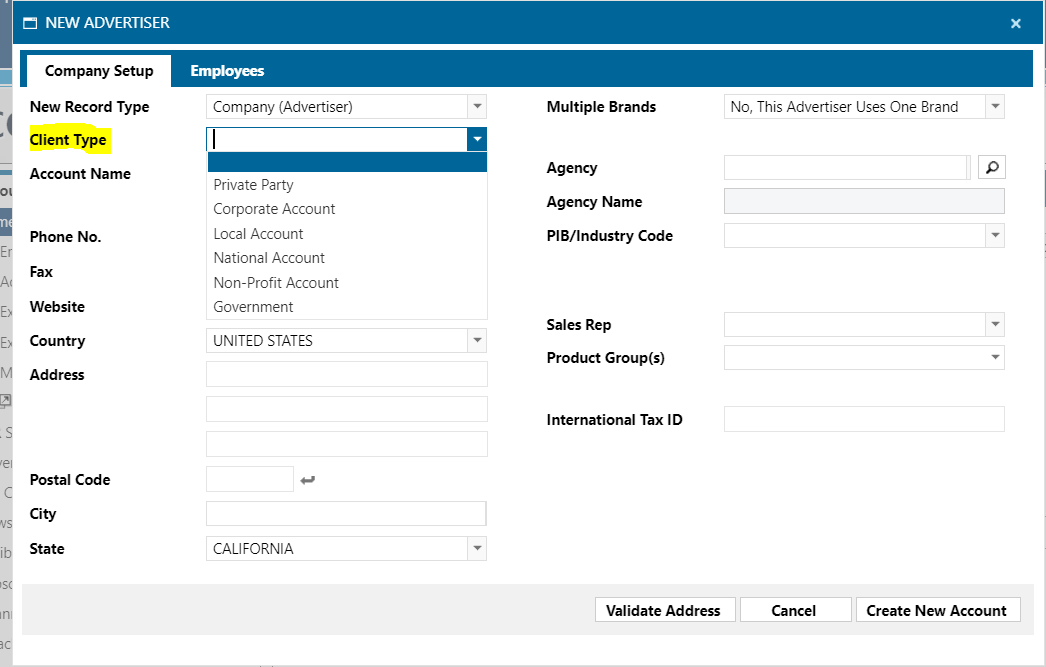 NEW ADVERTISER
Company Setup
Employees
New Record Type
Company (Advertiser)
Client Type
Private Party
Corporate Account
Local Account
National Account
Non-Profit Account
Government
Account Name
Phone No.
Fax
Website
Country
UNITED STATES
Address
Postal Code
City
State
CALIFORNIA
Multiple Brands
No, This Advertiser Uses One Brand
Agency
Agency Name
PIB/Industry Code
Sales Rep
Product Group(s)
International Tax ID
Validate Address
Cancel
Create New Account